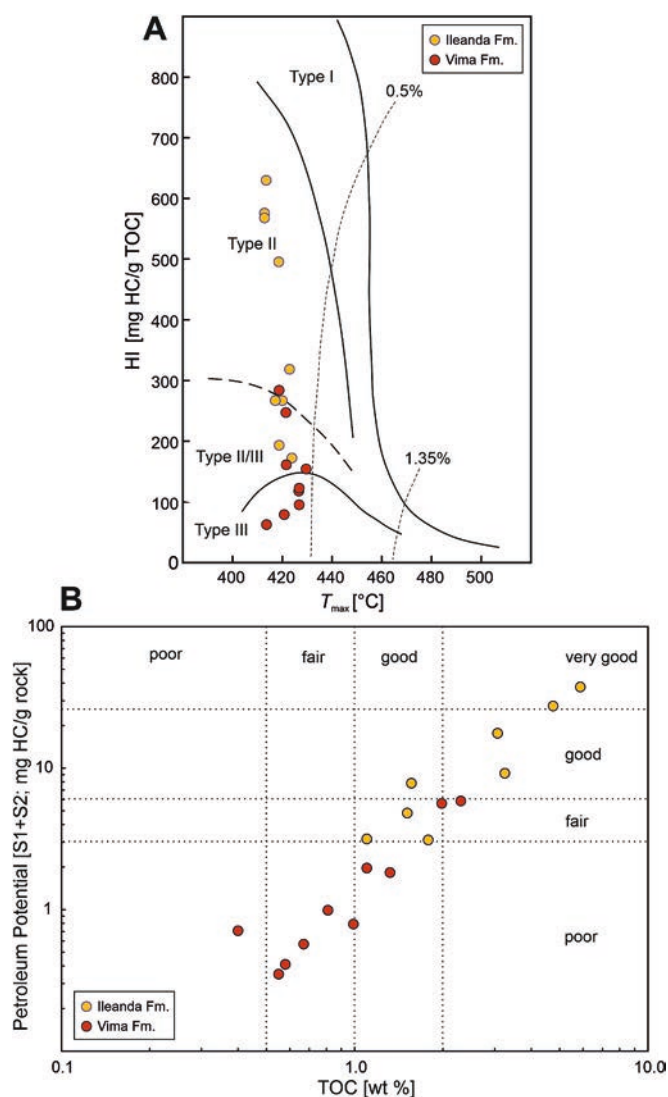 A
Ileanda Fm.
Vima Fm.
Type I
0.5%
800
700
600
500
400
300
200
100
0
HI [mg HC/g TOC]
Type II
Type II/III
1.35%
Type III
400 420 440 460 480 500
Tmax [°C]
B
100
10
1
Petroleum Potential [S1+S2; mg HC/g rock]
poor fair good very good
good
fair
poor
Ileanda Fm.
Vima Fm.
0.1 1.0 10.0
TOC [wt %]